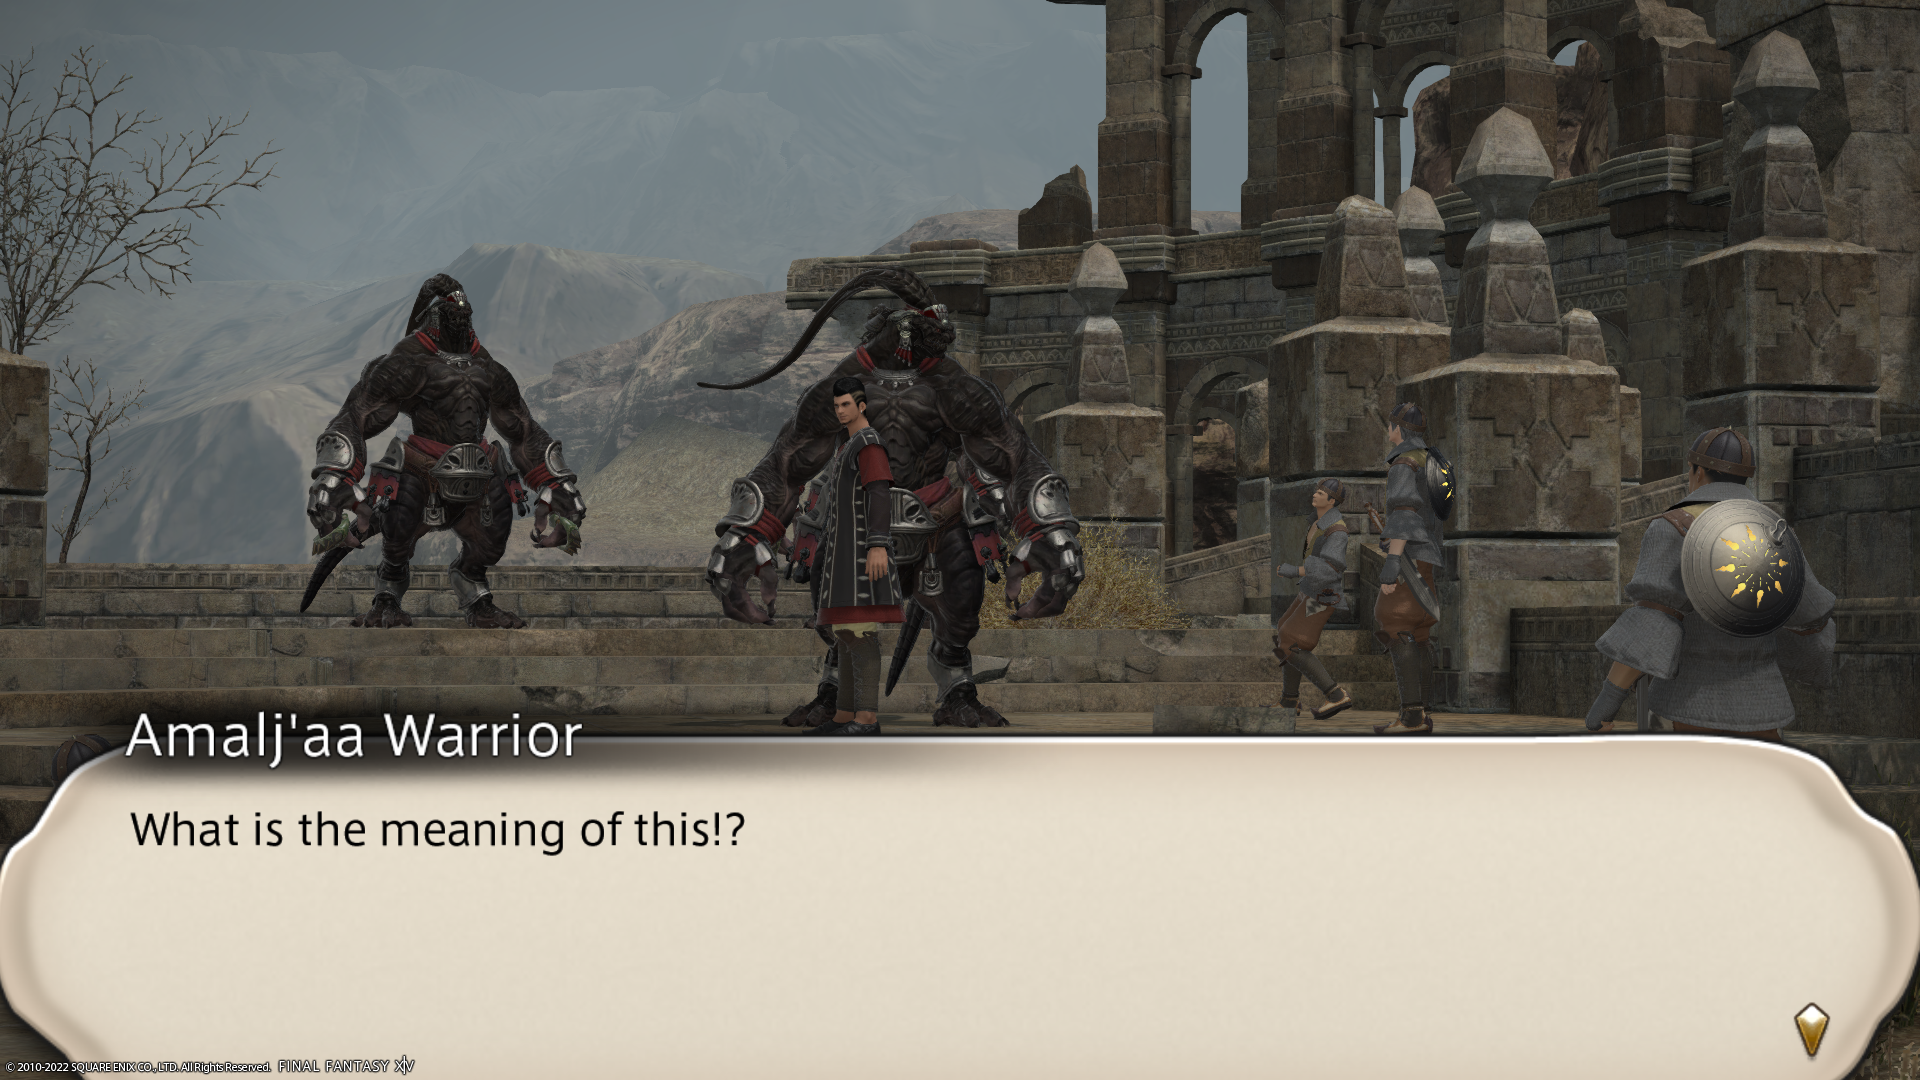 Amalj'aa Warrior
What is the meaning of this!?
© 2010-2022 SQUARE ENIX CO., LTD. All Rights Reserved. FINAL FANTASY XIV